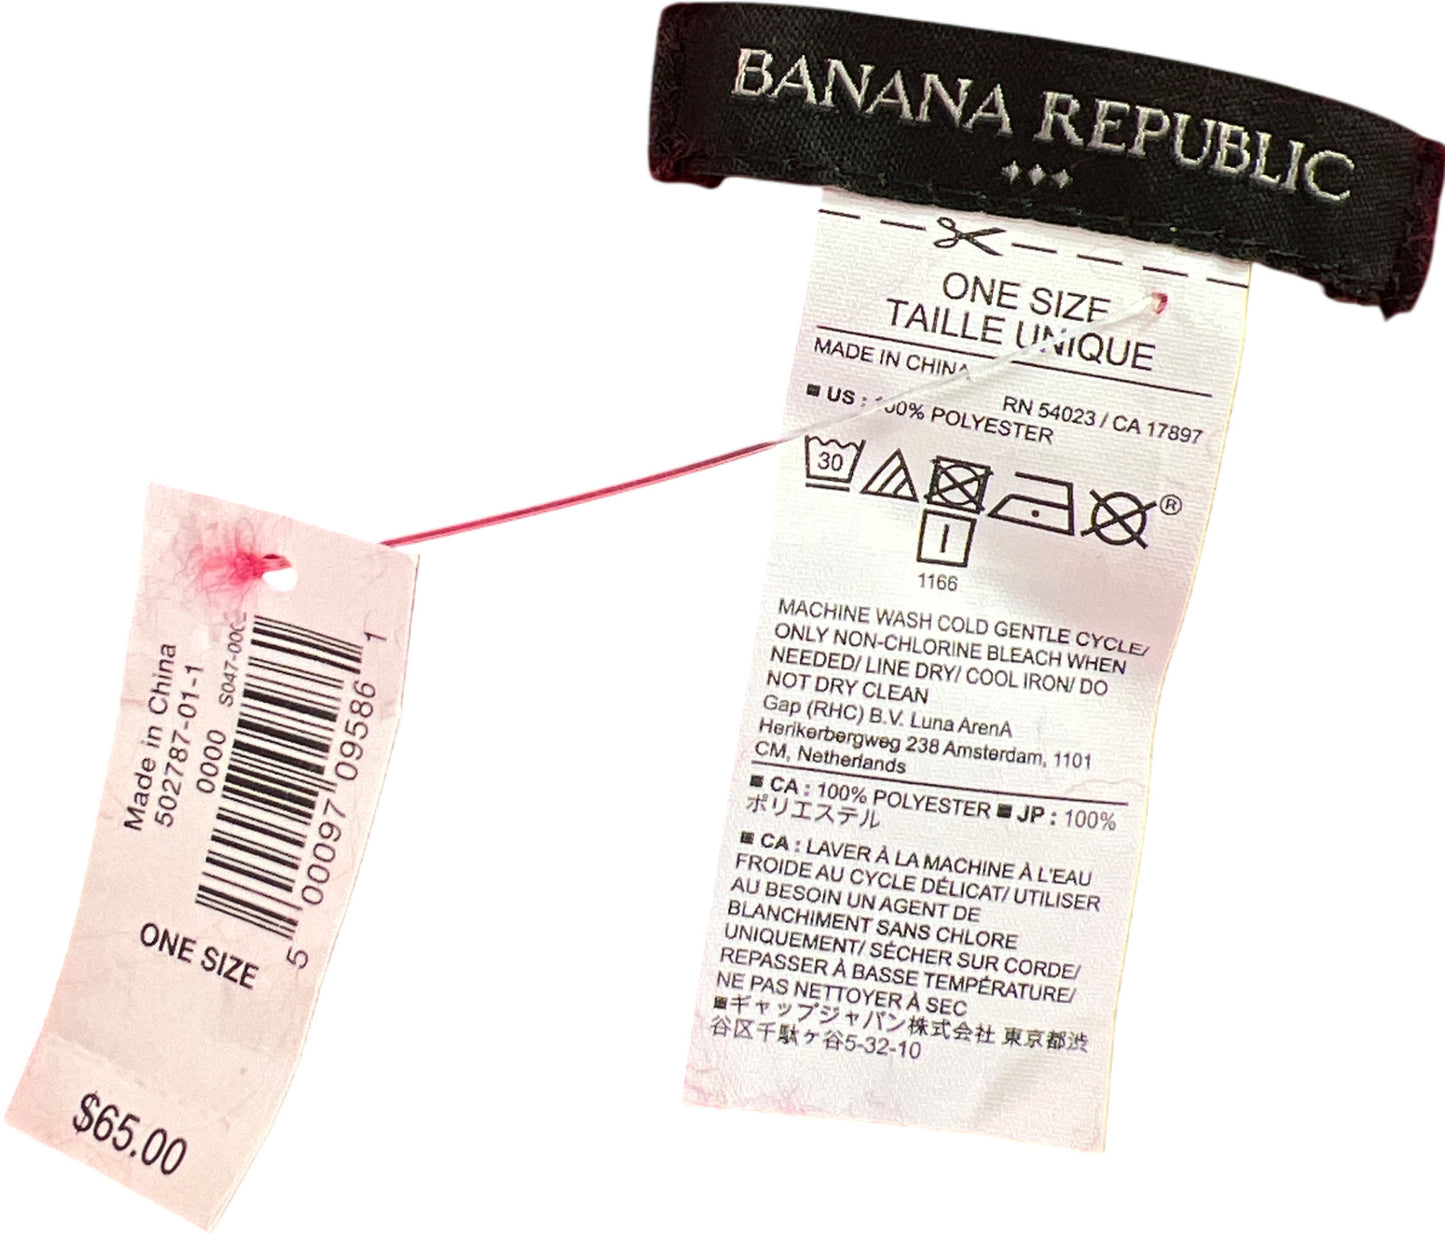 BANANA REPUBLIC
ONE SIZE
TAILLE UNIQUE
MADE IN CHINA
RN 54023 / CA 17897
■ US : 100% POLYESTER
30
®
1166
MACHINE WASH COLD GENTLE CYCLE/
ONLY NON-CHLORINE BLEACH WHEN
NEEDED/ LINE DRY/ COOL IRON/ DO
NOT DRY CLEAN
Gap (RHC) B.V. Luna ArenA
Herikerbergweg 238 Amsterdam, 1101
CM, Netherlands
■ CA : 100% POLYESTER ■ JP : 100%
ポリエステル
■ CA : LAVER À LA MACHINE À L'EAU
FROIDE AU CYCLE DÉLICAT/ UTILISER
AU BESOIN UN AGENT DE
BLANCHIMENT SANS CHLORE
UNIQUEMENT/ SÉCHER SUR CORDE/
REPASSER À BASSE TEMPÉRATURE/
NE PAS NETTOYER À SEC
■ギャップジャパン株式会社 東京都渋
谷区千駄ヶ谷5-32-10
Made in China
502787-01-1
0000
5 00097 09586 1
ONE SIZE
$65.00